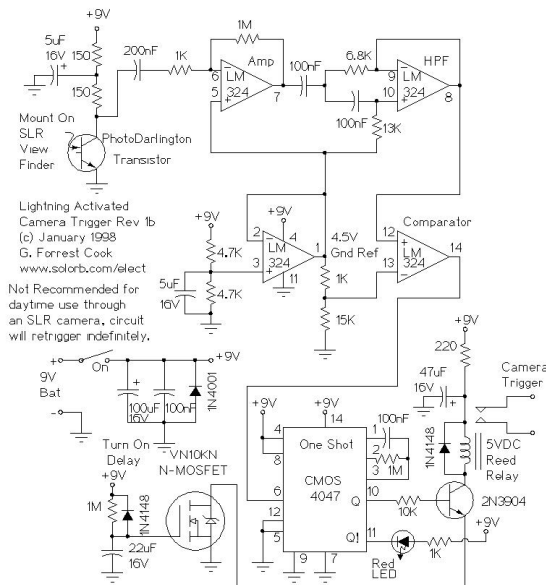 +9V
5uF
16V
150
150
200nF
1K
1M
Amp
6
5
LM
324
7
100nF
6.8K
HPF
9
10
LM
324
8
100nF
13K
Mount On
SLR
View
Finder
PhotoDarlington
Transistor
Lightning Activated
Camera Trigger Rev 1b
(c) January 1998
G. Forrest Cook
www.solorb.com/elect
Not Recommended for
daytime use through
an SLR camera, circuit
will retrigger indefinitely.
+9V
4.7K
4.7K
5uF
16V
+9V
2
3
4
LM
324
11
1
4.5V
Gnd Ref
1K
15K
Comparator
12
13
LM
324
14
+9V
220
47uF
16V
Camera
Trigger
1N4148
5VDC
Reed
Relay
2N3904
9V
Bat
On
+9V
100uF
16V
100nF
1N4001
Turn On
Delay
+9V
1M
1N4148
22uF
16V
VN10KN
N-MOSFET
+9V
4
8
6
12
5
14
One Shot
CMOS
4047
1
2
3
100nF
1M
10
Q
10K
11
Q!
9
7
Red
LED
1K
+9V